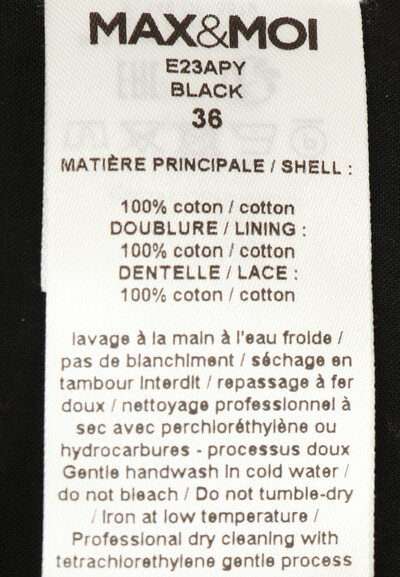 MAX&MOI
E23APY
BLACK
36
MATIÈRE PRINCIPALE / SHELL :
100% coton / cotton
DOUBLURE / LINING :
100% coton / cotton
DENTELLE / LACE :
100% coton / cotton
lavage à la main à l'eau froide /
pas de blanchiment / séchage en
tambour interdit / repassage à fer
doux / nettoyage professionnel à
sec avec perchloréthylène ou
hydrocarbures - processus doux
Gentle handwash in cold water /
do not bleach / Do not tumble-dry
/ Iron at low temperature /
Professional dry cleaning with
tetrachlorethylene gentle process